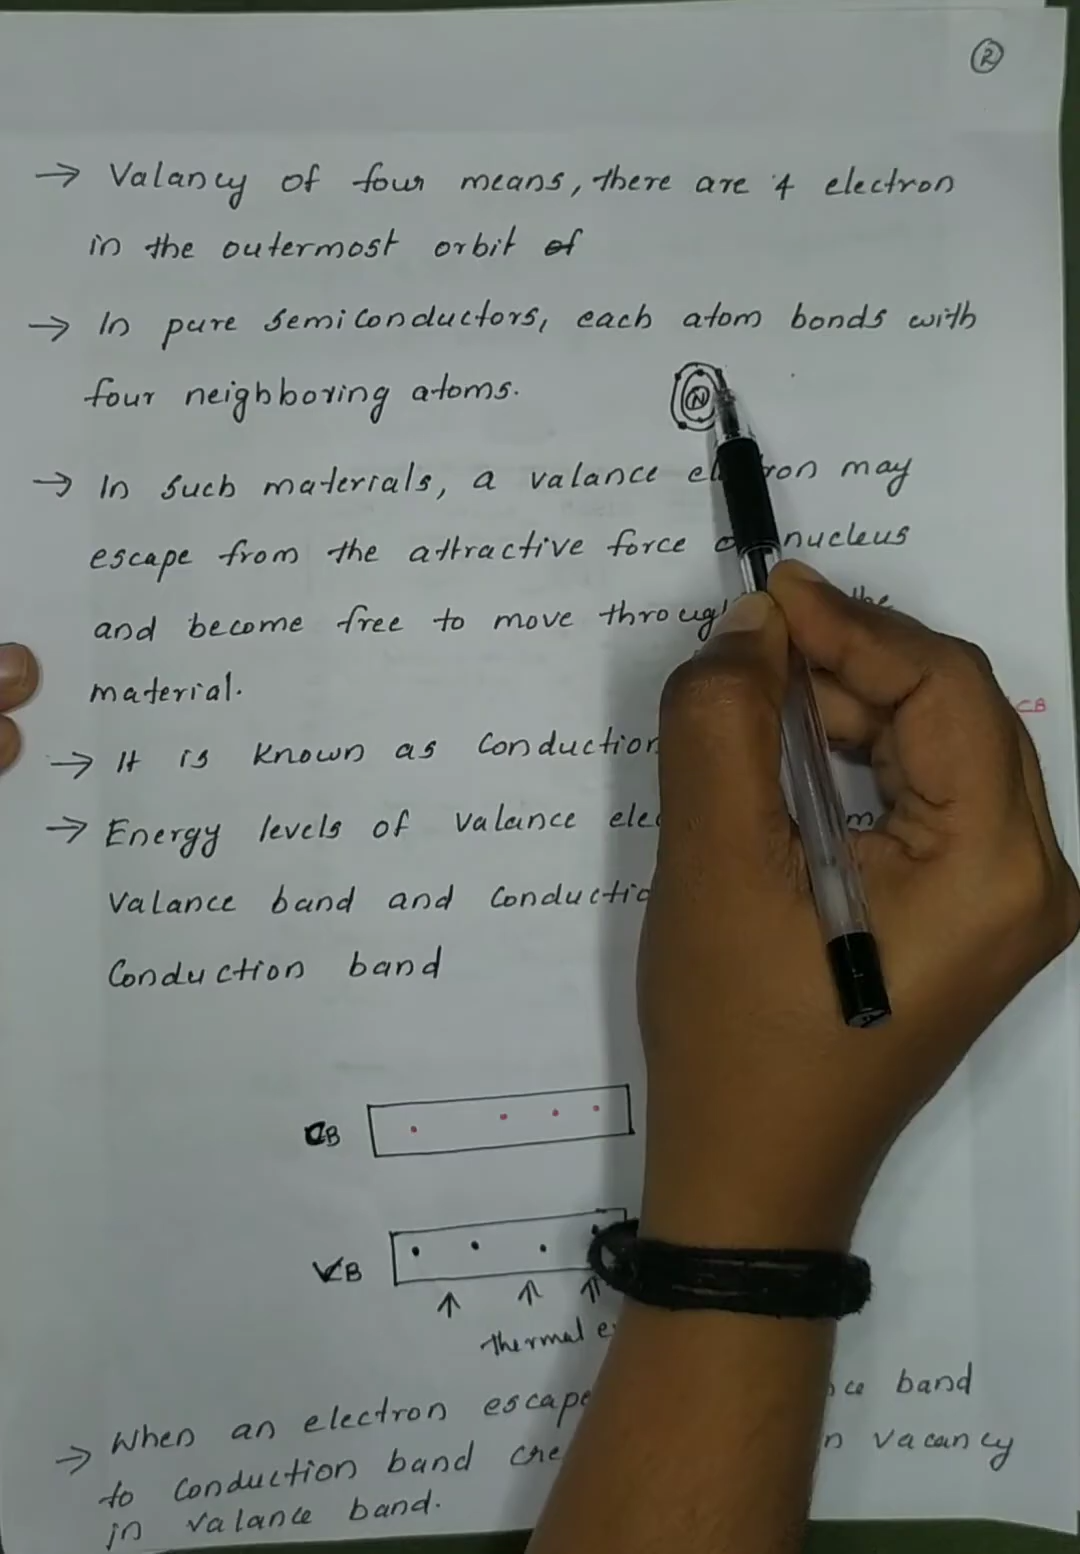 2
→ Valancy of four means, there are 4 electron
in the outermost orbit of
→ In pure semiconductors, each atom bonds with
four neighboring atoms.
N
→ In such materials, a valance may
escape from the attractive force nucleus
and become free to move the
material.
CB
→ It is known as conduction
→ Energy levels of valance
valance band and
Conduction band
CB
VB
thermal
→ When an electron band
to conduction band vacancy
in valance band.